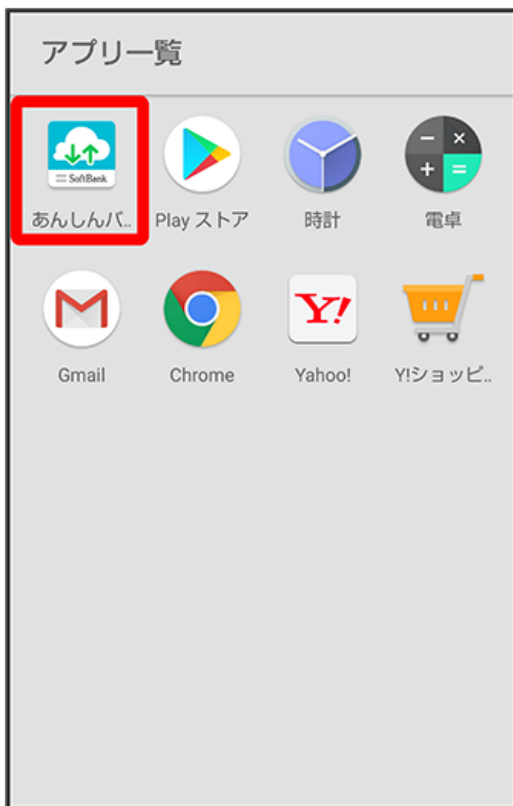 アプリ一覧
SoftBank
あんしんバ..
Play ストア
時計
電卓
Gmail
Chrome
Y!
Yahoo!
Y!ショッピ..